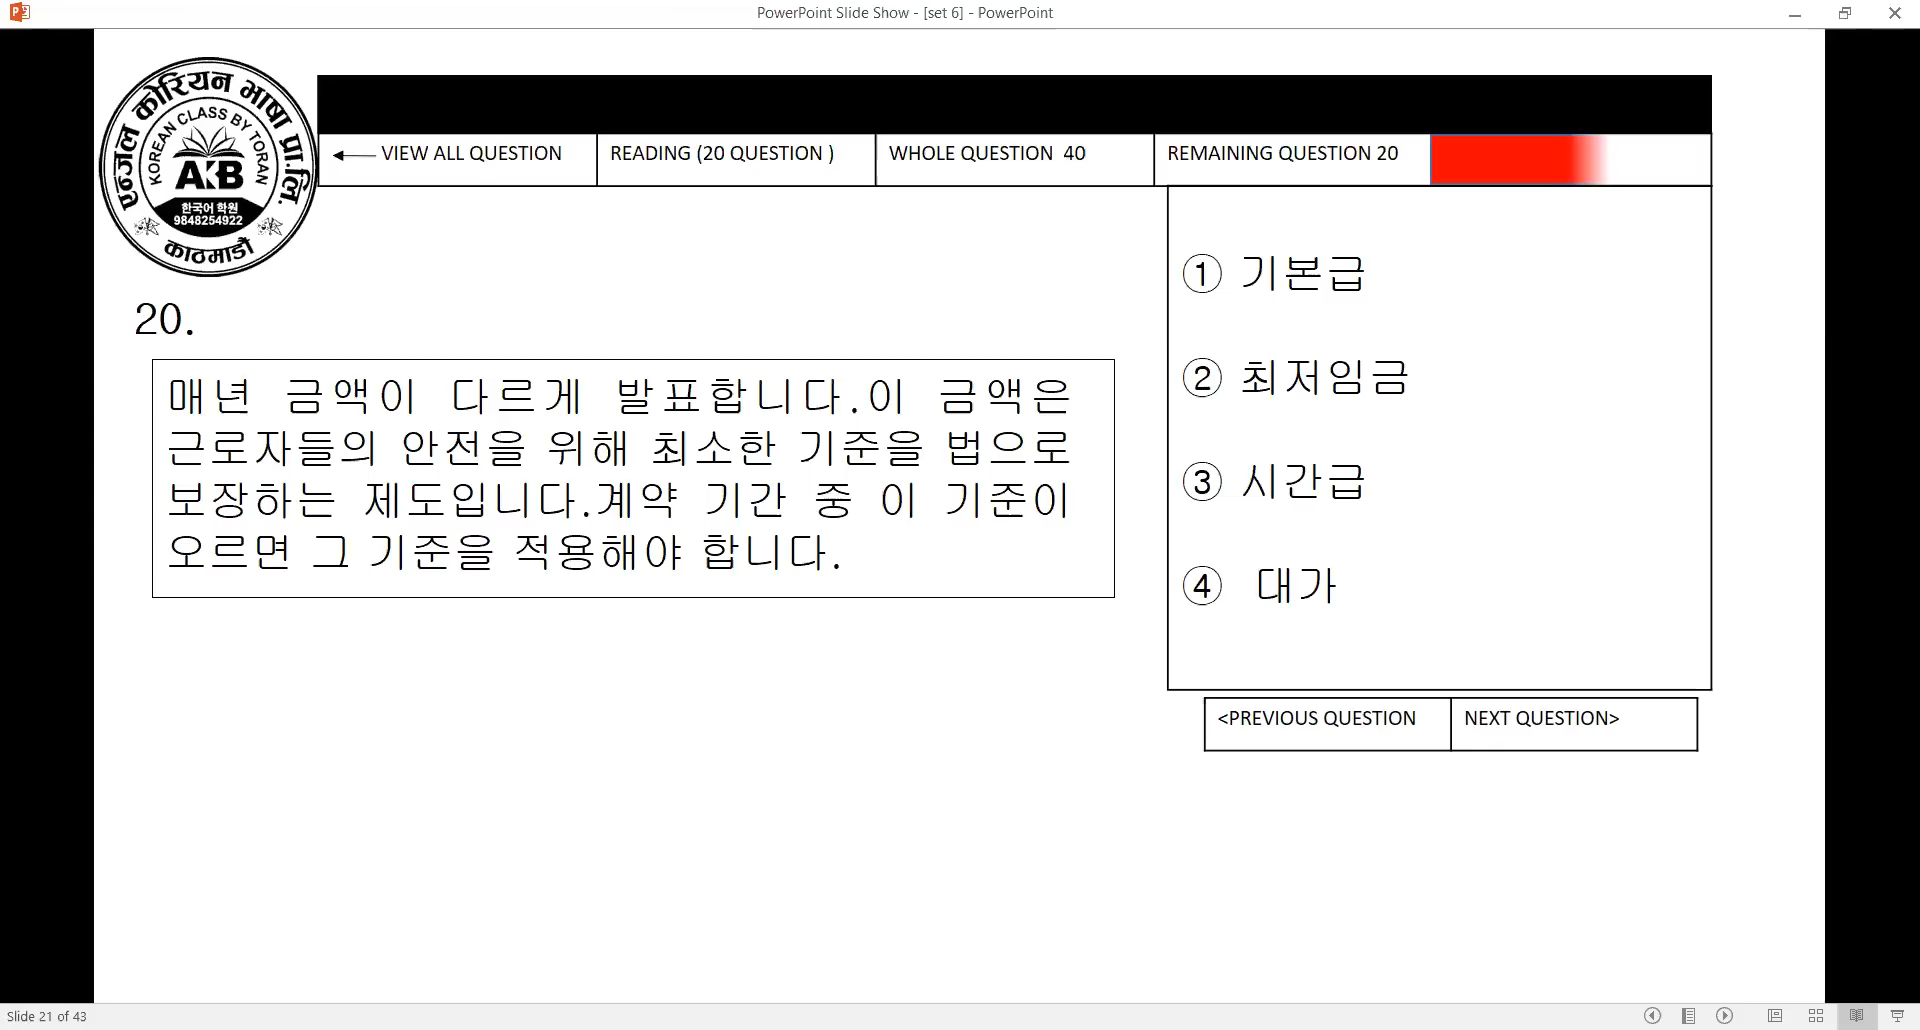 PowerPoint Slide Show - [set 6] - PowerPoint
एन्जल कोरियन भाषा प्रा.लि.
KOREAN CLASS BY TORAN
AKB
한국어 학원
9848254922
काठमाडौं
VIEW ALL QUESTION
READING (20 QUESTION )
WHOLE QUESTION 40
REMAINING QUESTION 20
20.
매년 금액이 다르게 발표합니다.이 금액은
근로자들의 안전을 위해 최소한 기준을 법으로
보장하는 제도입니다.계약 기간 중 이 기준이
오르면 그 기준을 적용해야 합니다.
① 기본급
② 최저임금
③ 시간급
④ 대가
<PREVIOUS QUESTION
NEXT QUESTION>
Slide 21 of 43